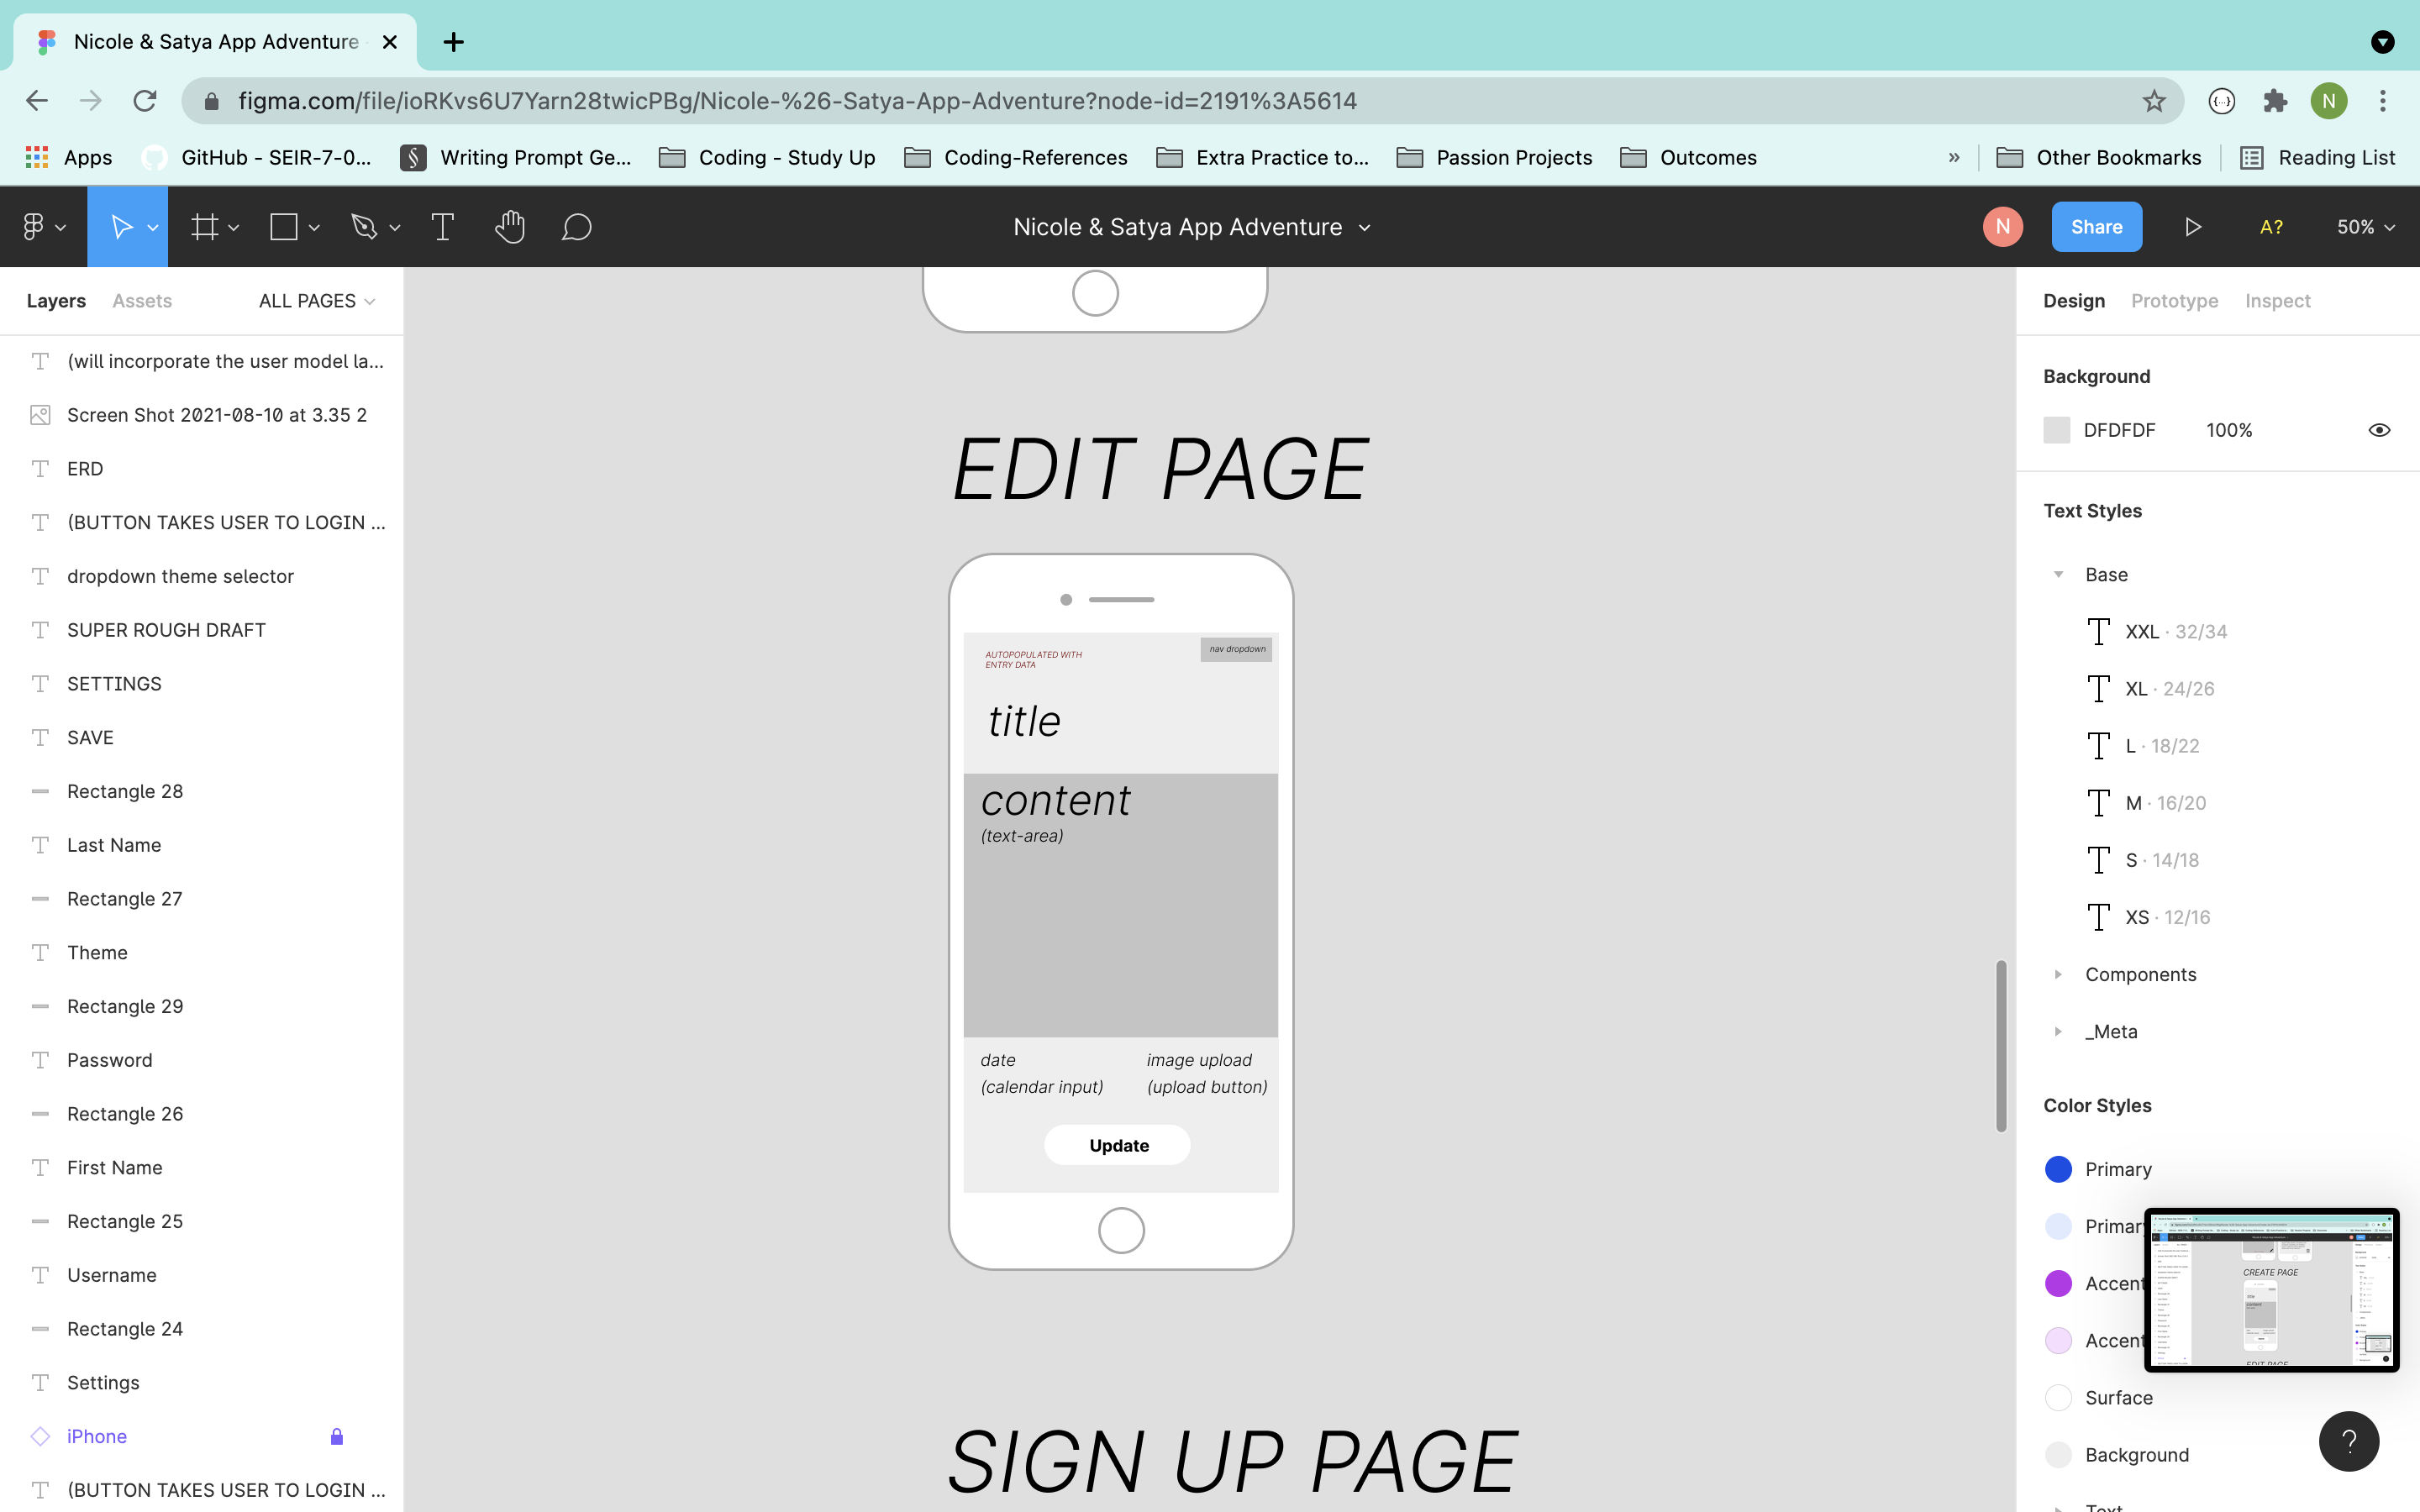 Nicole & Satya App Adventure
figma.com/file/ioRKvs6U7Yarn28twicPBg/Nicole-%26-Satya-App-Adventure?node-id=2191%3A5614
N
Apps
GitHub - SEIR-7-0...
Writing Prompt Ge...
Coding - Study Up
Coding-References
Extra Practice to...
Passion Projects
Outcomes
»
Other Bookmarks
Reading List
T
Nicole & Satya App Adventure
N
Share
A?
50%
Layers
Assets
ALL PAGES
(will incorporate the user model la...
Screen Shot 2021-08-10 at 3.35 2
ERD
(BUTTON TAKES USER TO LOGIN ...
dropdown theme selector
SUPER ROUGH DRAFT
SETTINGS
SAVE
Rectangle 28
Last Name
Rectangle 27
Theme
Rectangle 29
Password
Rectangle 26
First Name
Rectangle 25
Username
Rectangle 24
Settings
iPhone
(BUTTON TAKES USER TO LOGIN ...
EDIT PAGE
AUTOPOPULATED WITH
ENTRY DATA
nav dropdown
title
content
(text-area)
date
(calendar input)
image upload
(upload button)
Update
SIGN UP PAGE
Design
Prototype
Inspect
Background
DFDFDF 100%
Text Styles
Base
XXL · 32/34
XL · 24/26
L · 18/22
M · 16/20
S · 14/18
XS · 12/16
Components
_Meta
Color Styles
Primary
Primary
Accent
Accent
Surface
Background
Text
CREATE PAGE
title
content
EDIT PAGE
?